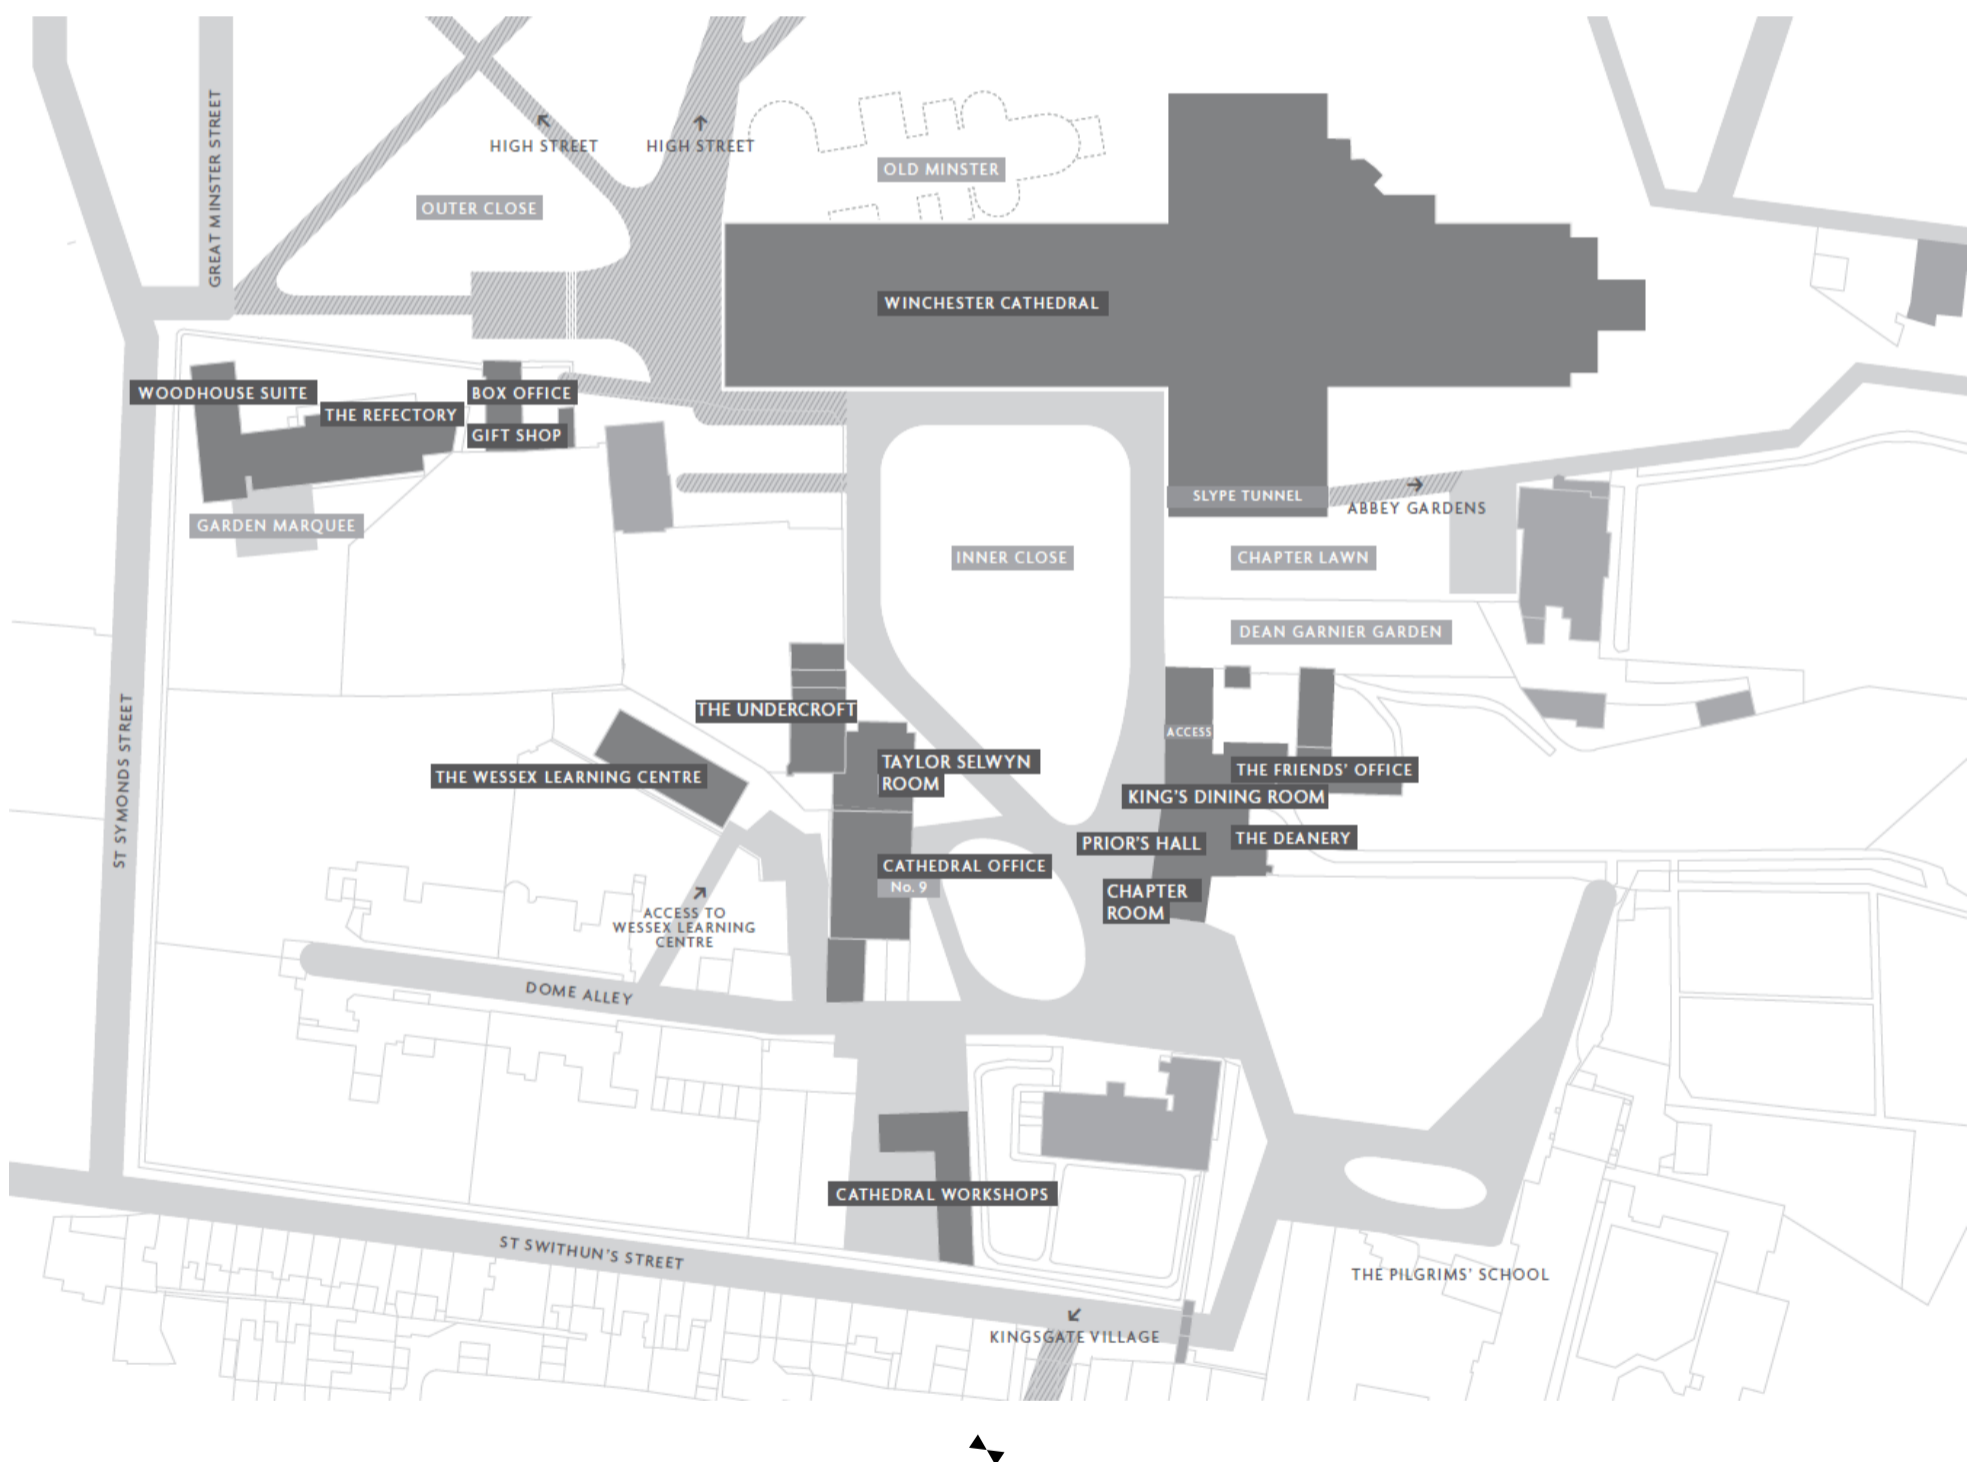 GREAT MINSTER STREET
HIGH STREET
HIGH STREET
OLD MINSTER
OUTER CLOSE
WINCHESTER CATHEDRAL
WOODHOUSE SUITE
THE REFECTORY
BOX OFFICE
GIFT SHOP
GARDEN MARQUEE
SLYPE TUNNEL
ABBEY GARDENS
INNER CLOSE
CHAPTER LAWN
DEAN GARNIER GARDEN
ST SYMONDS STREET
THE UNDERCROFT
ACCESS
THE WESSEX LEARNING CENTRE
TAYLOR SELWYN
ROOM
THE FRIENDS' OFFICE
KING'S DINING ROOM
PRIOR'S HALL
THE DEANERY
CATHEDRAL OFFICE
No. 9
CHAPTER
ROOM
ACCESS TO
WESSEX LEARNING
CENTRE
DOME ALLEY
CATHEDRAL WORKSHOPS
ST SWITHUN'S STREET
THE PILGRIMS' SCHOOL
KINGSGATE VILLAGE